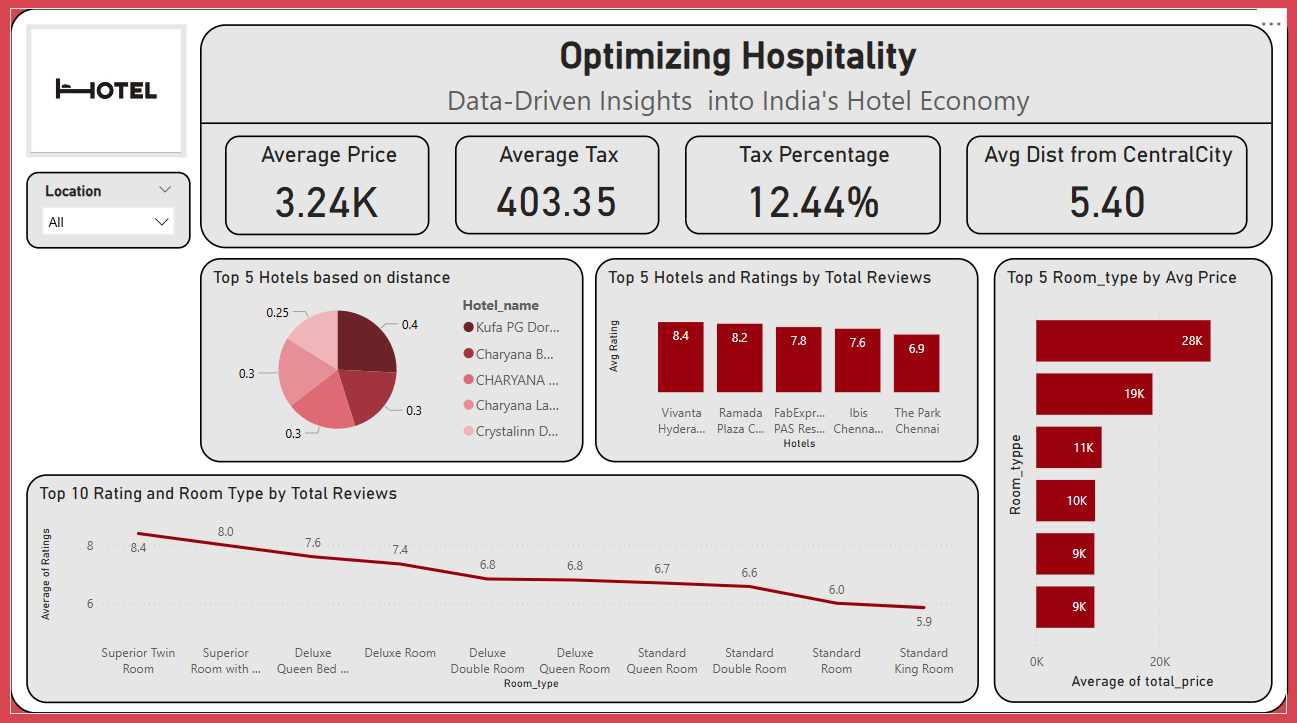 HOTEL
Optimizing Hospitality
Data-Driven Insights  into India's Hotel Economy
Location
All
Average Price
3.24K
Average Tax
403.35
Tax Percentage
12.44%
Avg Dist from CentralCity
5.40
Top 5 Hotels based on distance
0.25
0.4
0.3
0.3
0.3
Hotel_name
Kufa PG Dor...
Charyana B...
CHARYANA ...
Charyana La...
Crystalinn D...
Top 5 Hotels and Ratings by Total Reviews
Avg Rating
8.4
8.2
7.8
7.6
6.9
Vivanta
Hydera...
Ramada
Plaza C...
FabExpr...
PAS Res...
Ibis
Chenna...
The Park
Chennai
Hotels
Top 5 Room_type by Avg Price
Room_typpe
28K
19K
11K
10K
9K
9K
0K
20K
Average of total_price
Top 10 Rating and Room Type by Total Reviews
Average of Ratings
8
6
8.4
8.0
7.6
7.4
6.8
6.8
6.7
6.6
6.0
5.9
Superior Twin
Room
Superior
Room with ...
Deluxe
Queen Bed ...
Deluxe Room
Deluxe
Double Room
Deluxe
Queen Room
Standard
Queen Room
Standard
Double Room
Standard
Room
Standard
King Room
Room_type